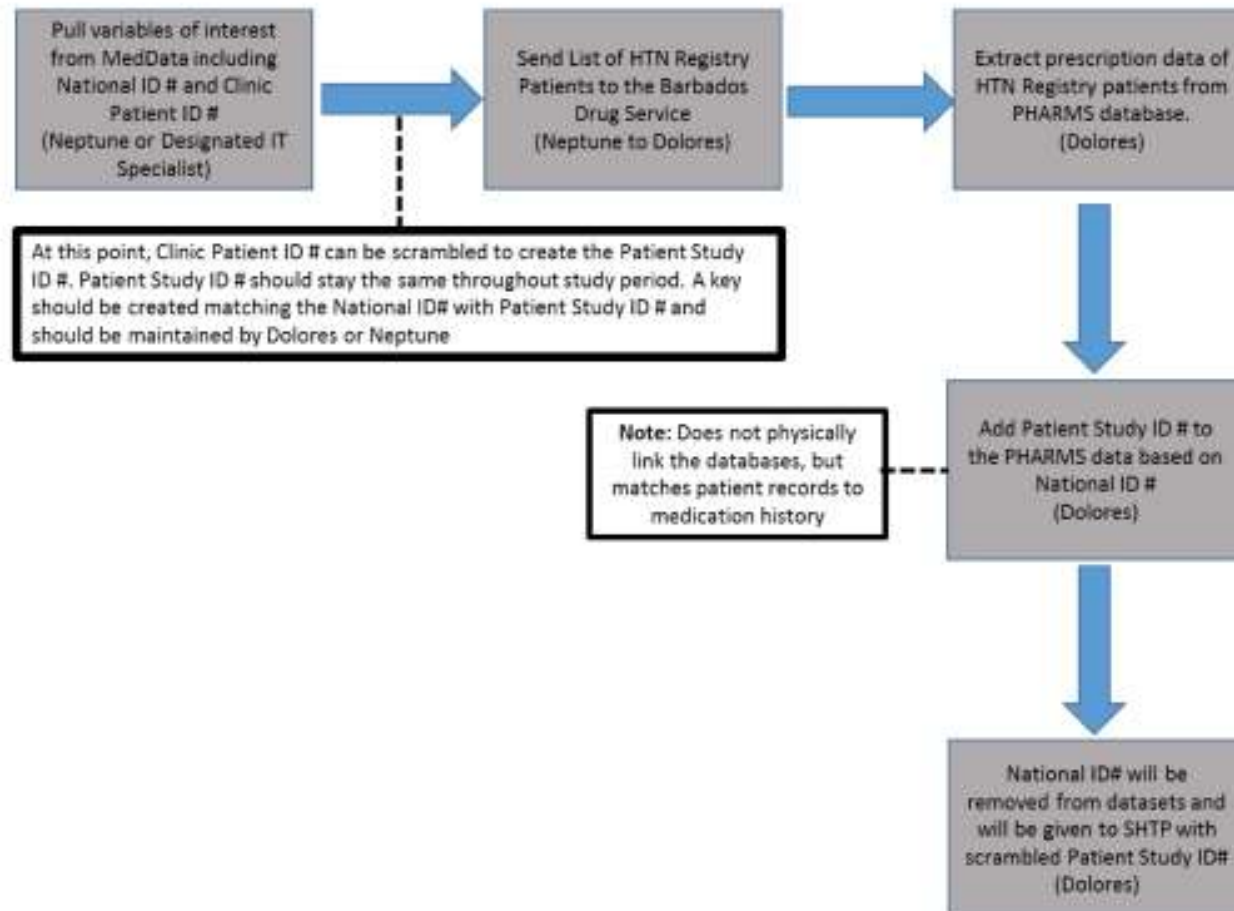 Pull variables of interest
from MedData including
National ID # and Clinic
Patient ID #
(Neptune or Designated IT
Specialist)
Send List of HTN Registry
Patients to the Barbados
Drug Service
(Neptune to Dolores)
Extract prescription data of
HTN Registry patients from
PHARMS database.
(Dolores)
At this point, Clinic Patient ID # can be scrambled to create the Patient Study
ID #. Patient Study ID # should stay the same throughout study period. A key
should be created matching the National ID# with Patient Study ID # and
should be maintained by Dolores or Neptune
Note: Does not physically
link the databases, but
matches patient records to
medication history
Add Patient Study ID # to
the PHARMS data based on
National ID #
(Dolores)
National ID# will be
removed from datasets and
will be given to SHTP with
scrambled Patient Study ID#
(Dolores)